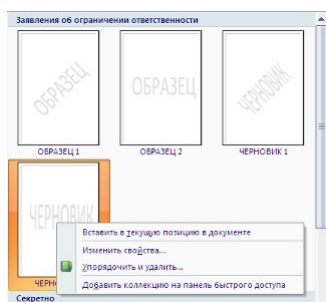 Заявления об ограничении ответственности
ОБРАЗЕЦ ОБРАЗЕЦ ЧЕРНОВИК
ОБРАЗЕЦ 1 ОБРАЗЕЦ 2 ЧЕРНОВИК 1
ЧЕРНОВИК
Вставить в текущую позицию в документе
Изменить свойства...
Упорядочить и удалить...
ЧЕРН
Добавить коллекцию на панель быстрого доступа
Секретно